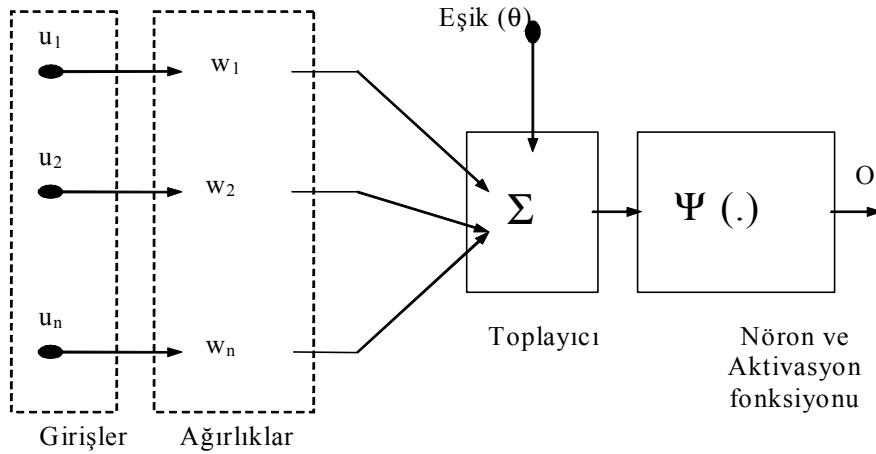 Eşik (θ)
u₁
w₁
u₂
w₂
O
Σ
Ψ (.)
uₙ
wₙ
Toplayıcı
Nöron ve
Aktivasyon
fonksiyonu
Girişler
Ağırlıklar